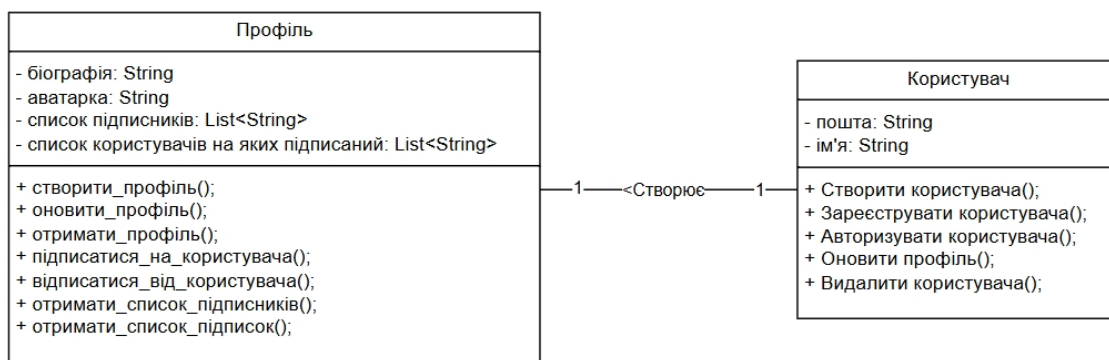 Профіль
- біографія: String
- аватарка: String
- список підписників: List<String>
- список користувачів на яких підписаний: List<String>
+ створити_профіль();
+ оновити_профіль();
+ отримати_профіль();
+ підписатися_на_користувача();
+ відписатися_від_користувача();
+ отримати_список_підписників();
+ отримати_список_підписок();
1 <Створює 1
Користувач
- пошта: String
- ім'я: String
+ Створити користувача();
+ Зареєструвати користувача();
+ Авторизувати користувача();
+ Оновити профіль();
+ Видалити користувача();